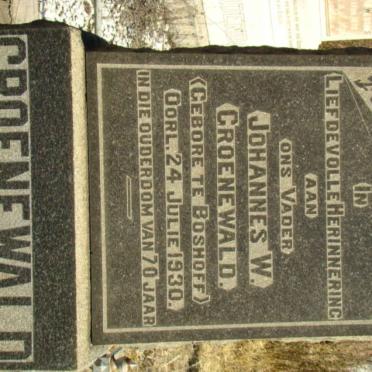 IN
LIEFDEVOLLE HERINNERING
AAN
ONS VADER
JOHANNES W.
GROENEWALD.
(GEBORE TE BOSHOFF)
OORL. 24 JULIE 1930.
IN DIE OUDERDOM VAN 70 JAAR
GROENEWALD